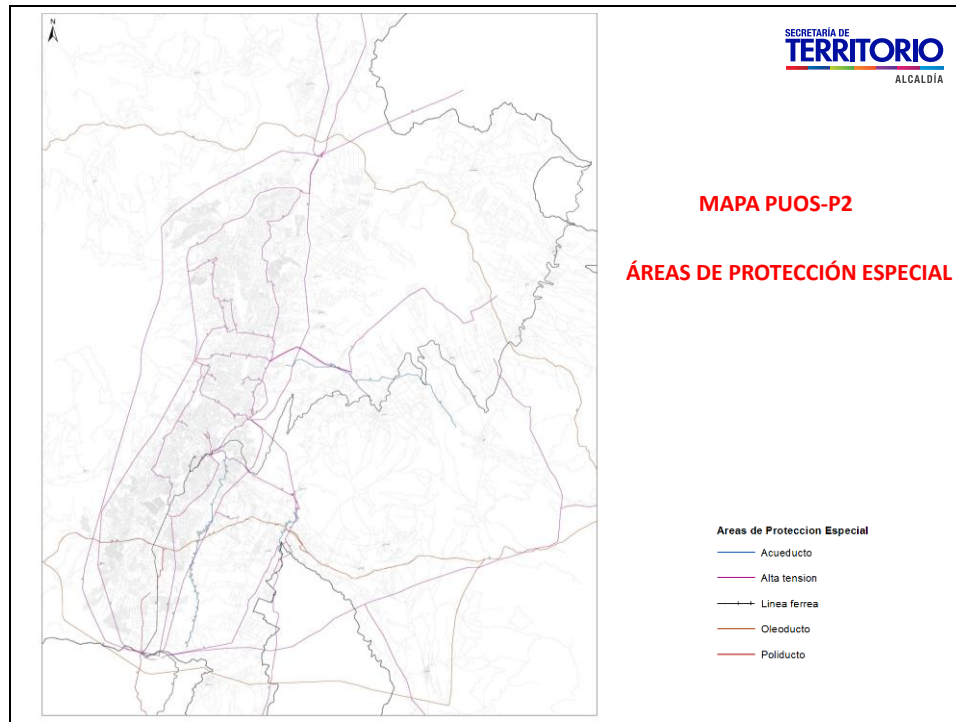 N
SECRETARÍA DE
TERRITORIO
ALCALDÍA
MAPA PUOS-P2
ÁREAS DE PROTECCIÓN ESPECIAL
Areas de Proteccion Especial
Acueducto
Alta tension
Linea ferrea
Oleoducto
Poliducto